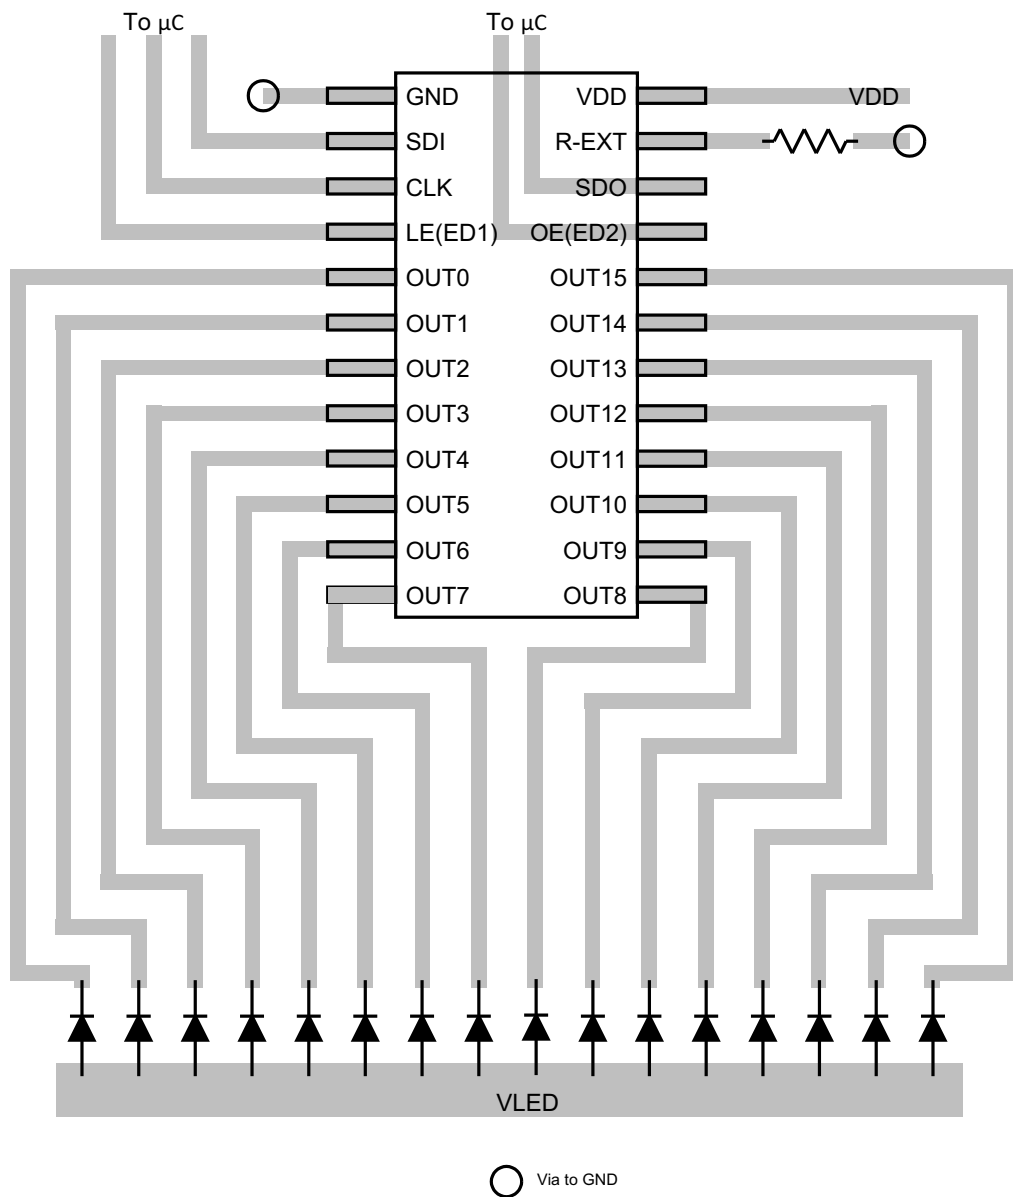 To μC
To μC
GND VDD VDD
SDI R-EXT
CLK SDO
LE(ED1) OE(ED2)
OUT0 OUT15
OUT1 OUT14
OUT2 OUT13
OUT3 OUT12
OUT4 OUT11
OUT5 OUT10
OUT6 OUT9
OUT7 OUT8
VLED
Via to GND